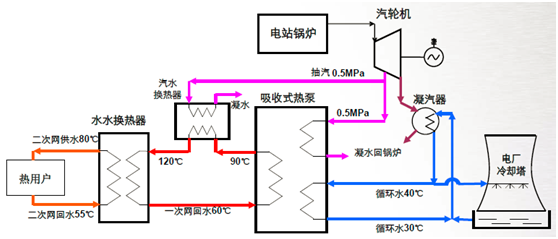 汽轮机
电站锅炉
抽汽 0.5MPa
汽水
换热器
凝水
吸收式热泵
0.5MPa
凝汽器
水水换热器
二次网供水80℃
热用户
120℃
90℃
凝水回锅炉
电厂
冷却塔
循环水40℃
二次网回水55℃
一次网回水60℃
循环水30℃